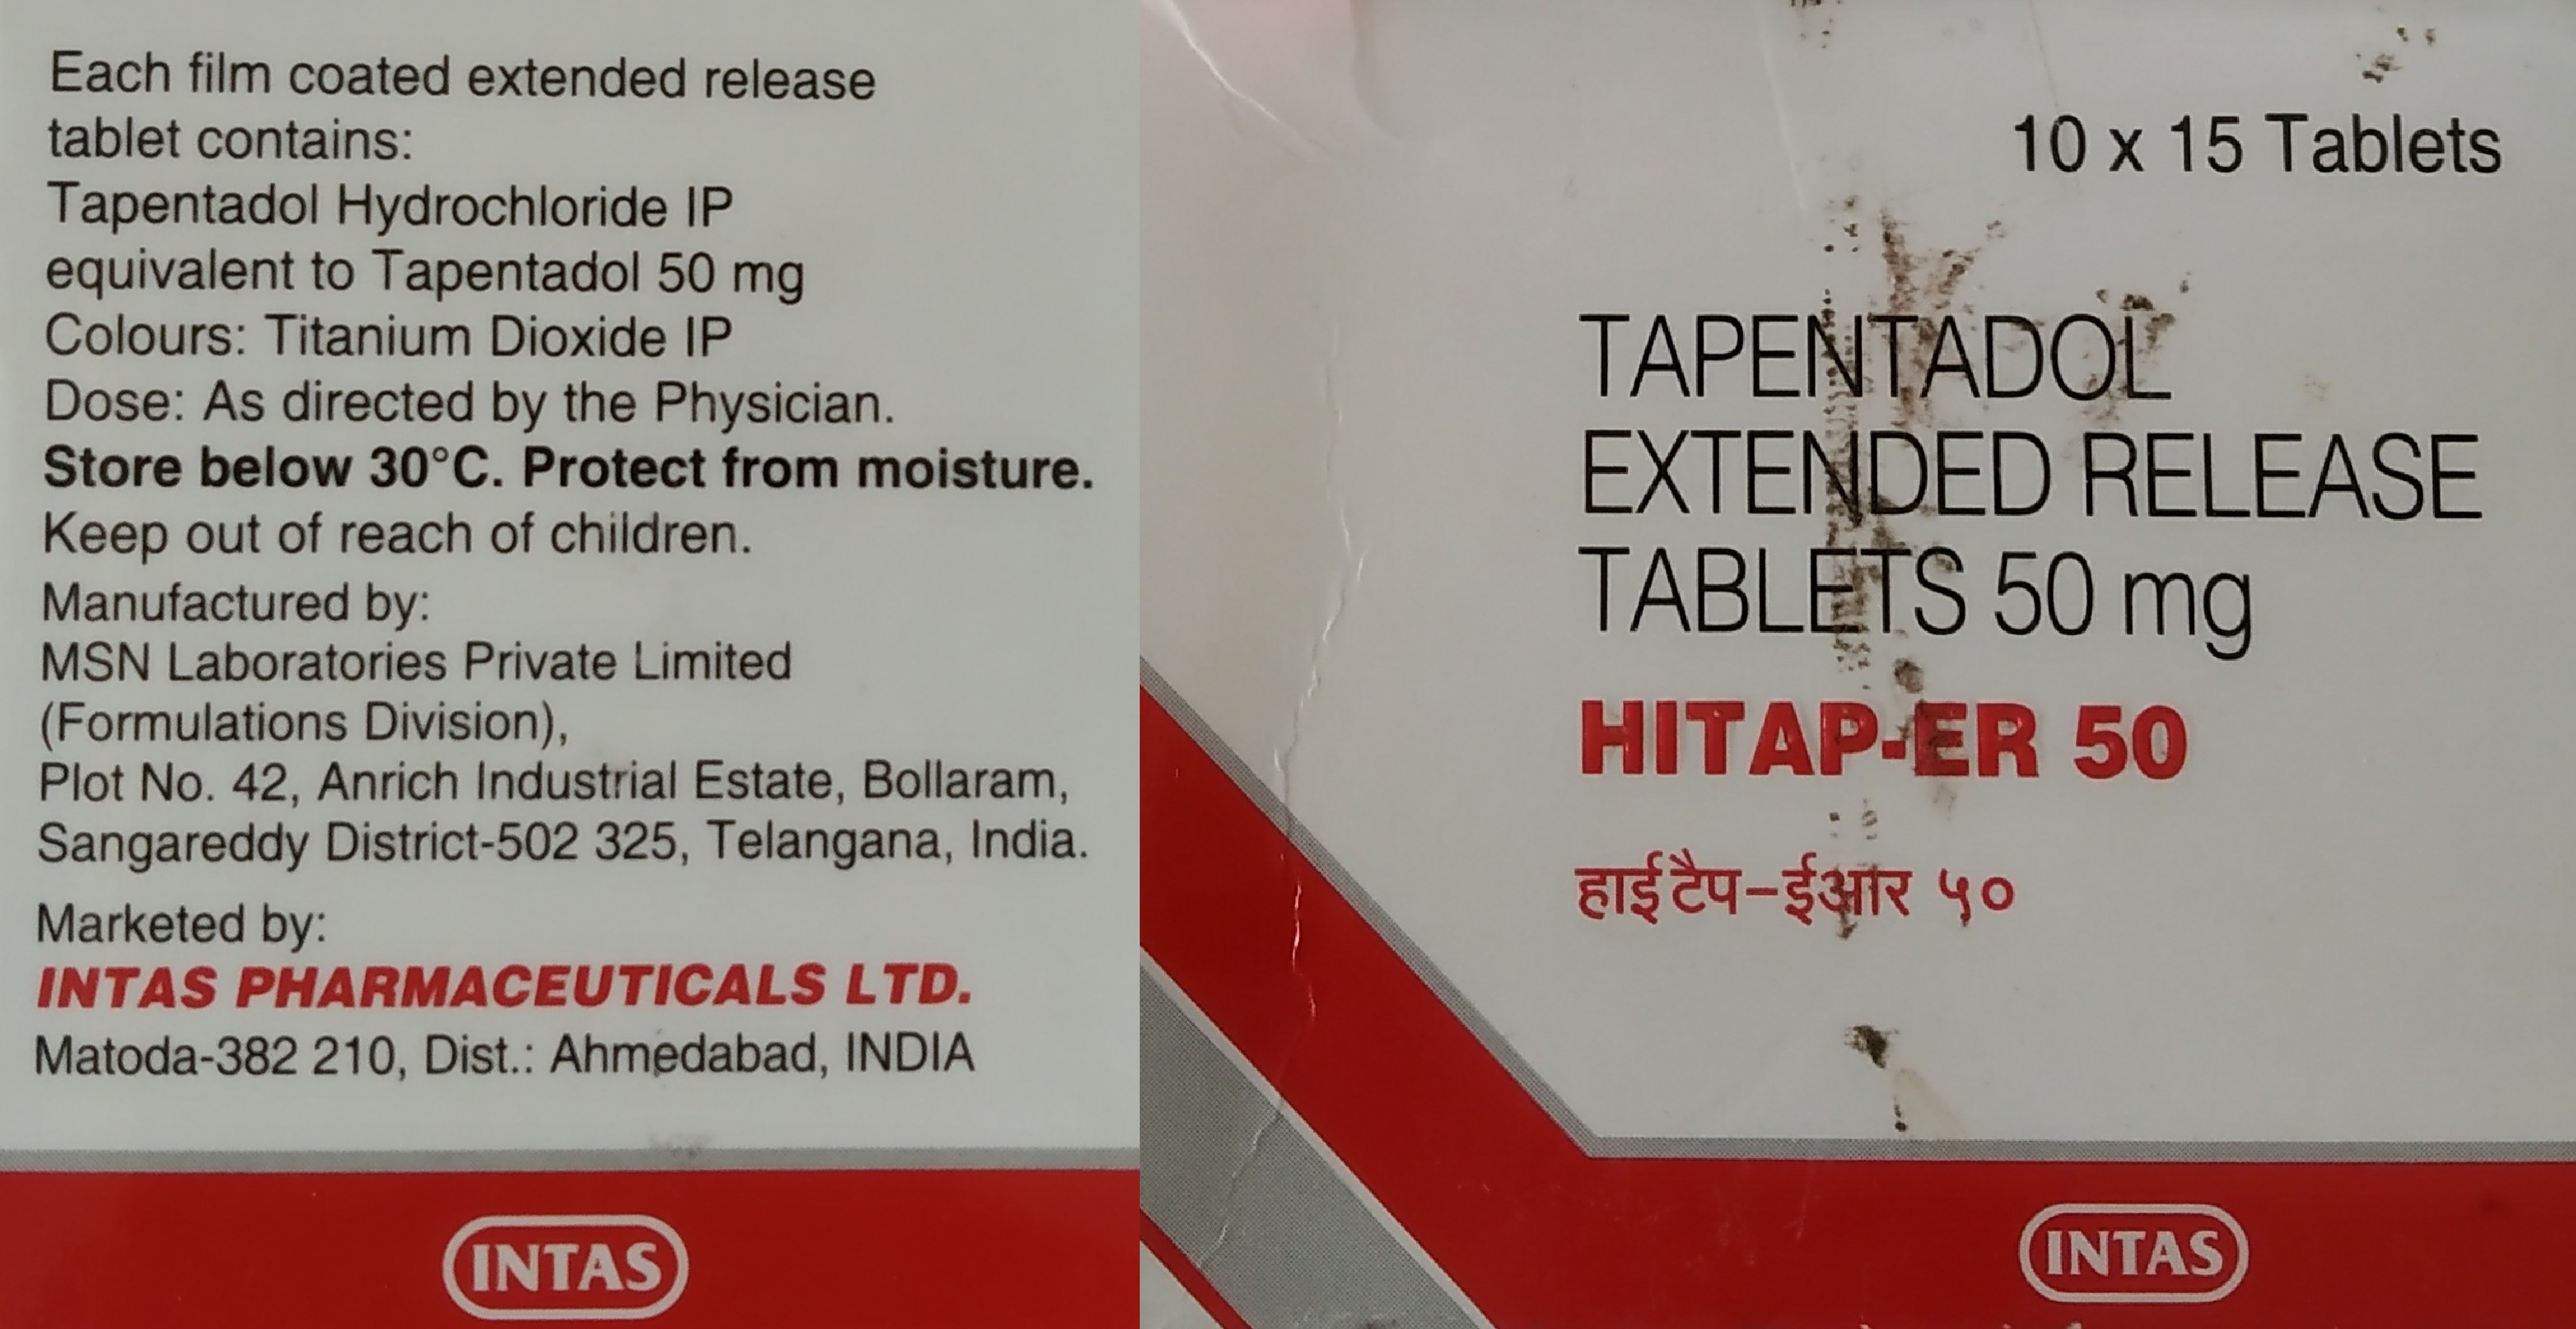 Each film coated extended release
tablet contains:
Tapentadol Hydrochloride IP
equivalent to Tapentadol 50 mg
Colours: Titanium Dioxide IP
Dose: As directed by the Physician.
Store below 30°C. Protect from moisture.
Keep out of reach of children.
Manufactured by:
MSN Laboratories Private Limited
(Formulations Division),
Plot No. 42, Anrich Industrial Estate, Bollaram,
Sangareddy District-502 325, Telangana, India.
Marketed by:
INTAS PHARMACEUTICALS LTD.
Matoda-382 210, Dist.: Ahmedabad, INDIA
INTAS
10 x 15 Tablets
TAPENTADOL
EXTENDED RELEASE
TABLETS 50 mg
HITAP-ER 50
हाईटैप-ईआर ५०
INTAS